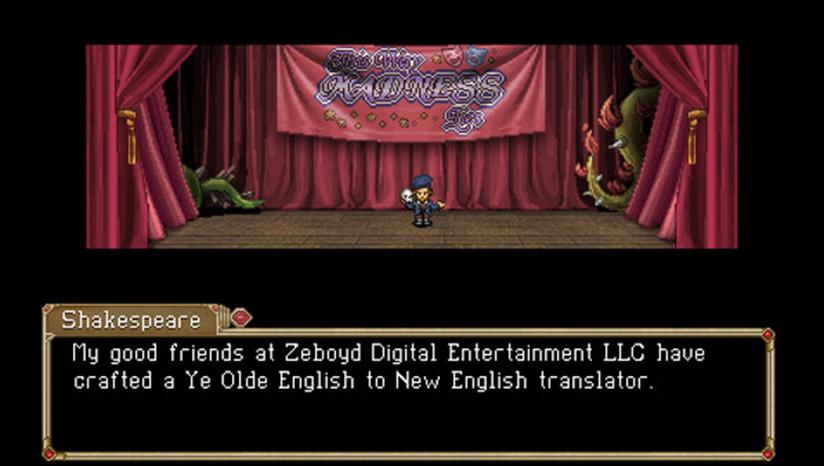 This Way
MADNESS
Lies
Shakespeare
My good friends at Zeboyd Digital Entertainment LLC have
crafted a Ye Olde English to New English translator.